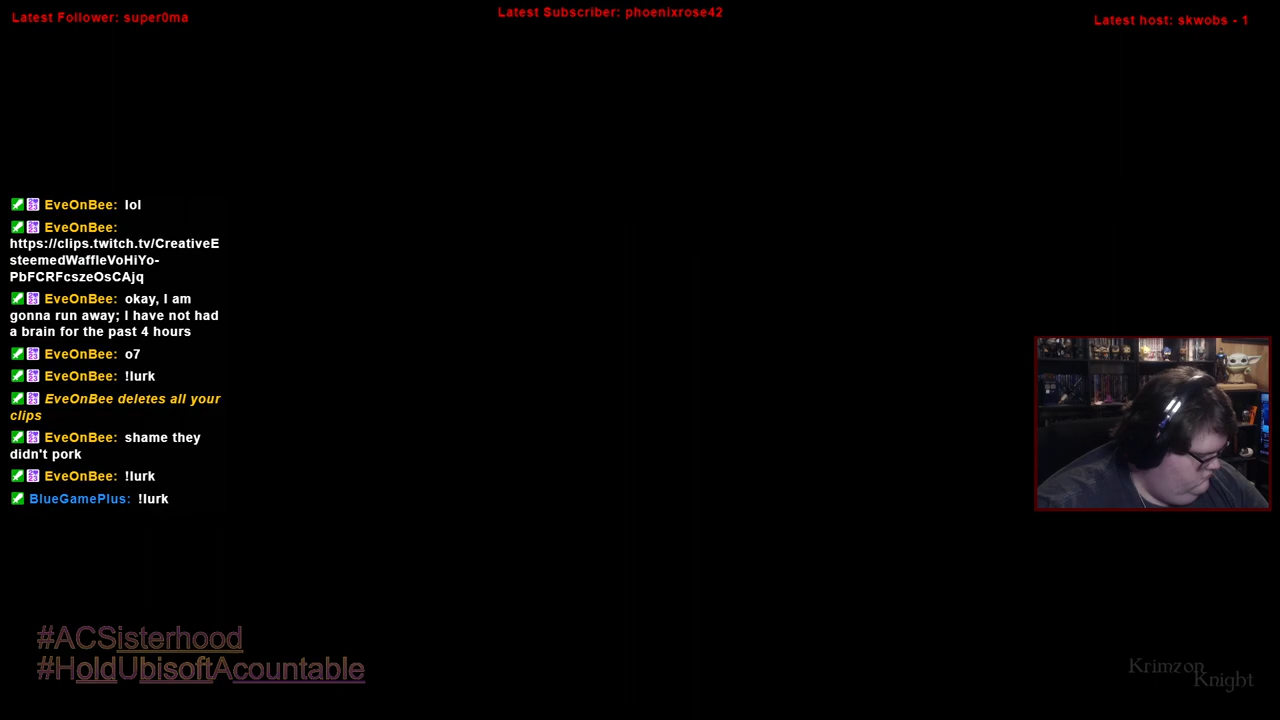 Latest Follower: super0ma
Latest Subscriber: phoenixrose42
Latest host: skwobs - 1
EveOnBee: lol
EveOnBee:
https://clips.twitch.tv/CreativeE
steemedWaffleVoHiYo-
PbFCRFcszeOsCAjq
EveOnBee: okay, I am
gonna run away; I have not had
a brain for the past 4 hours
EveOnBee: o7
EveOnBee: !lurk
EveOnBee deletes all your
clips
EveOnBee: shame they
didn't pork
EveOnBee: !lurk
BlueGamePlus: !lurk
#ACSisterhood
#HoldUbisoftAcountable
Krimzon
Knight